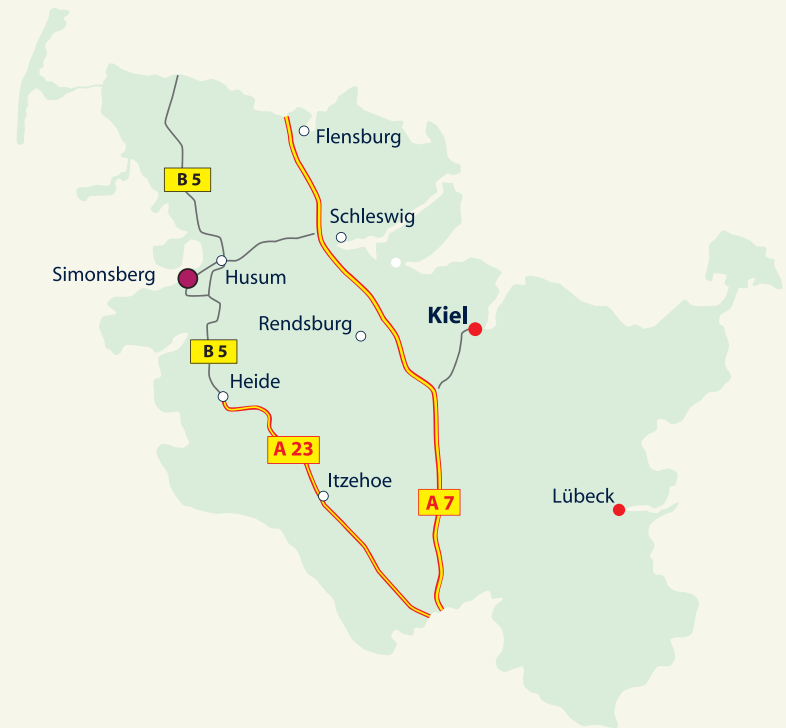 Flensburg
B 5
Schleswig
Simonsberg
Husum
Kiel
Rendsburg
B 5
Heide
A 23
Itzehoe
A 7
Lübeck